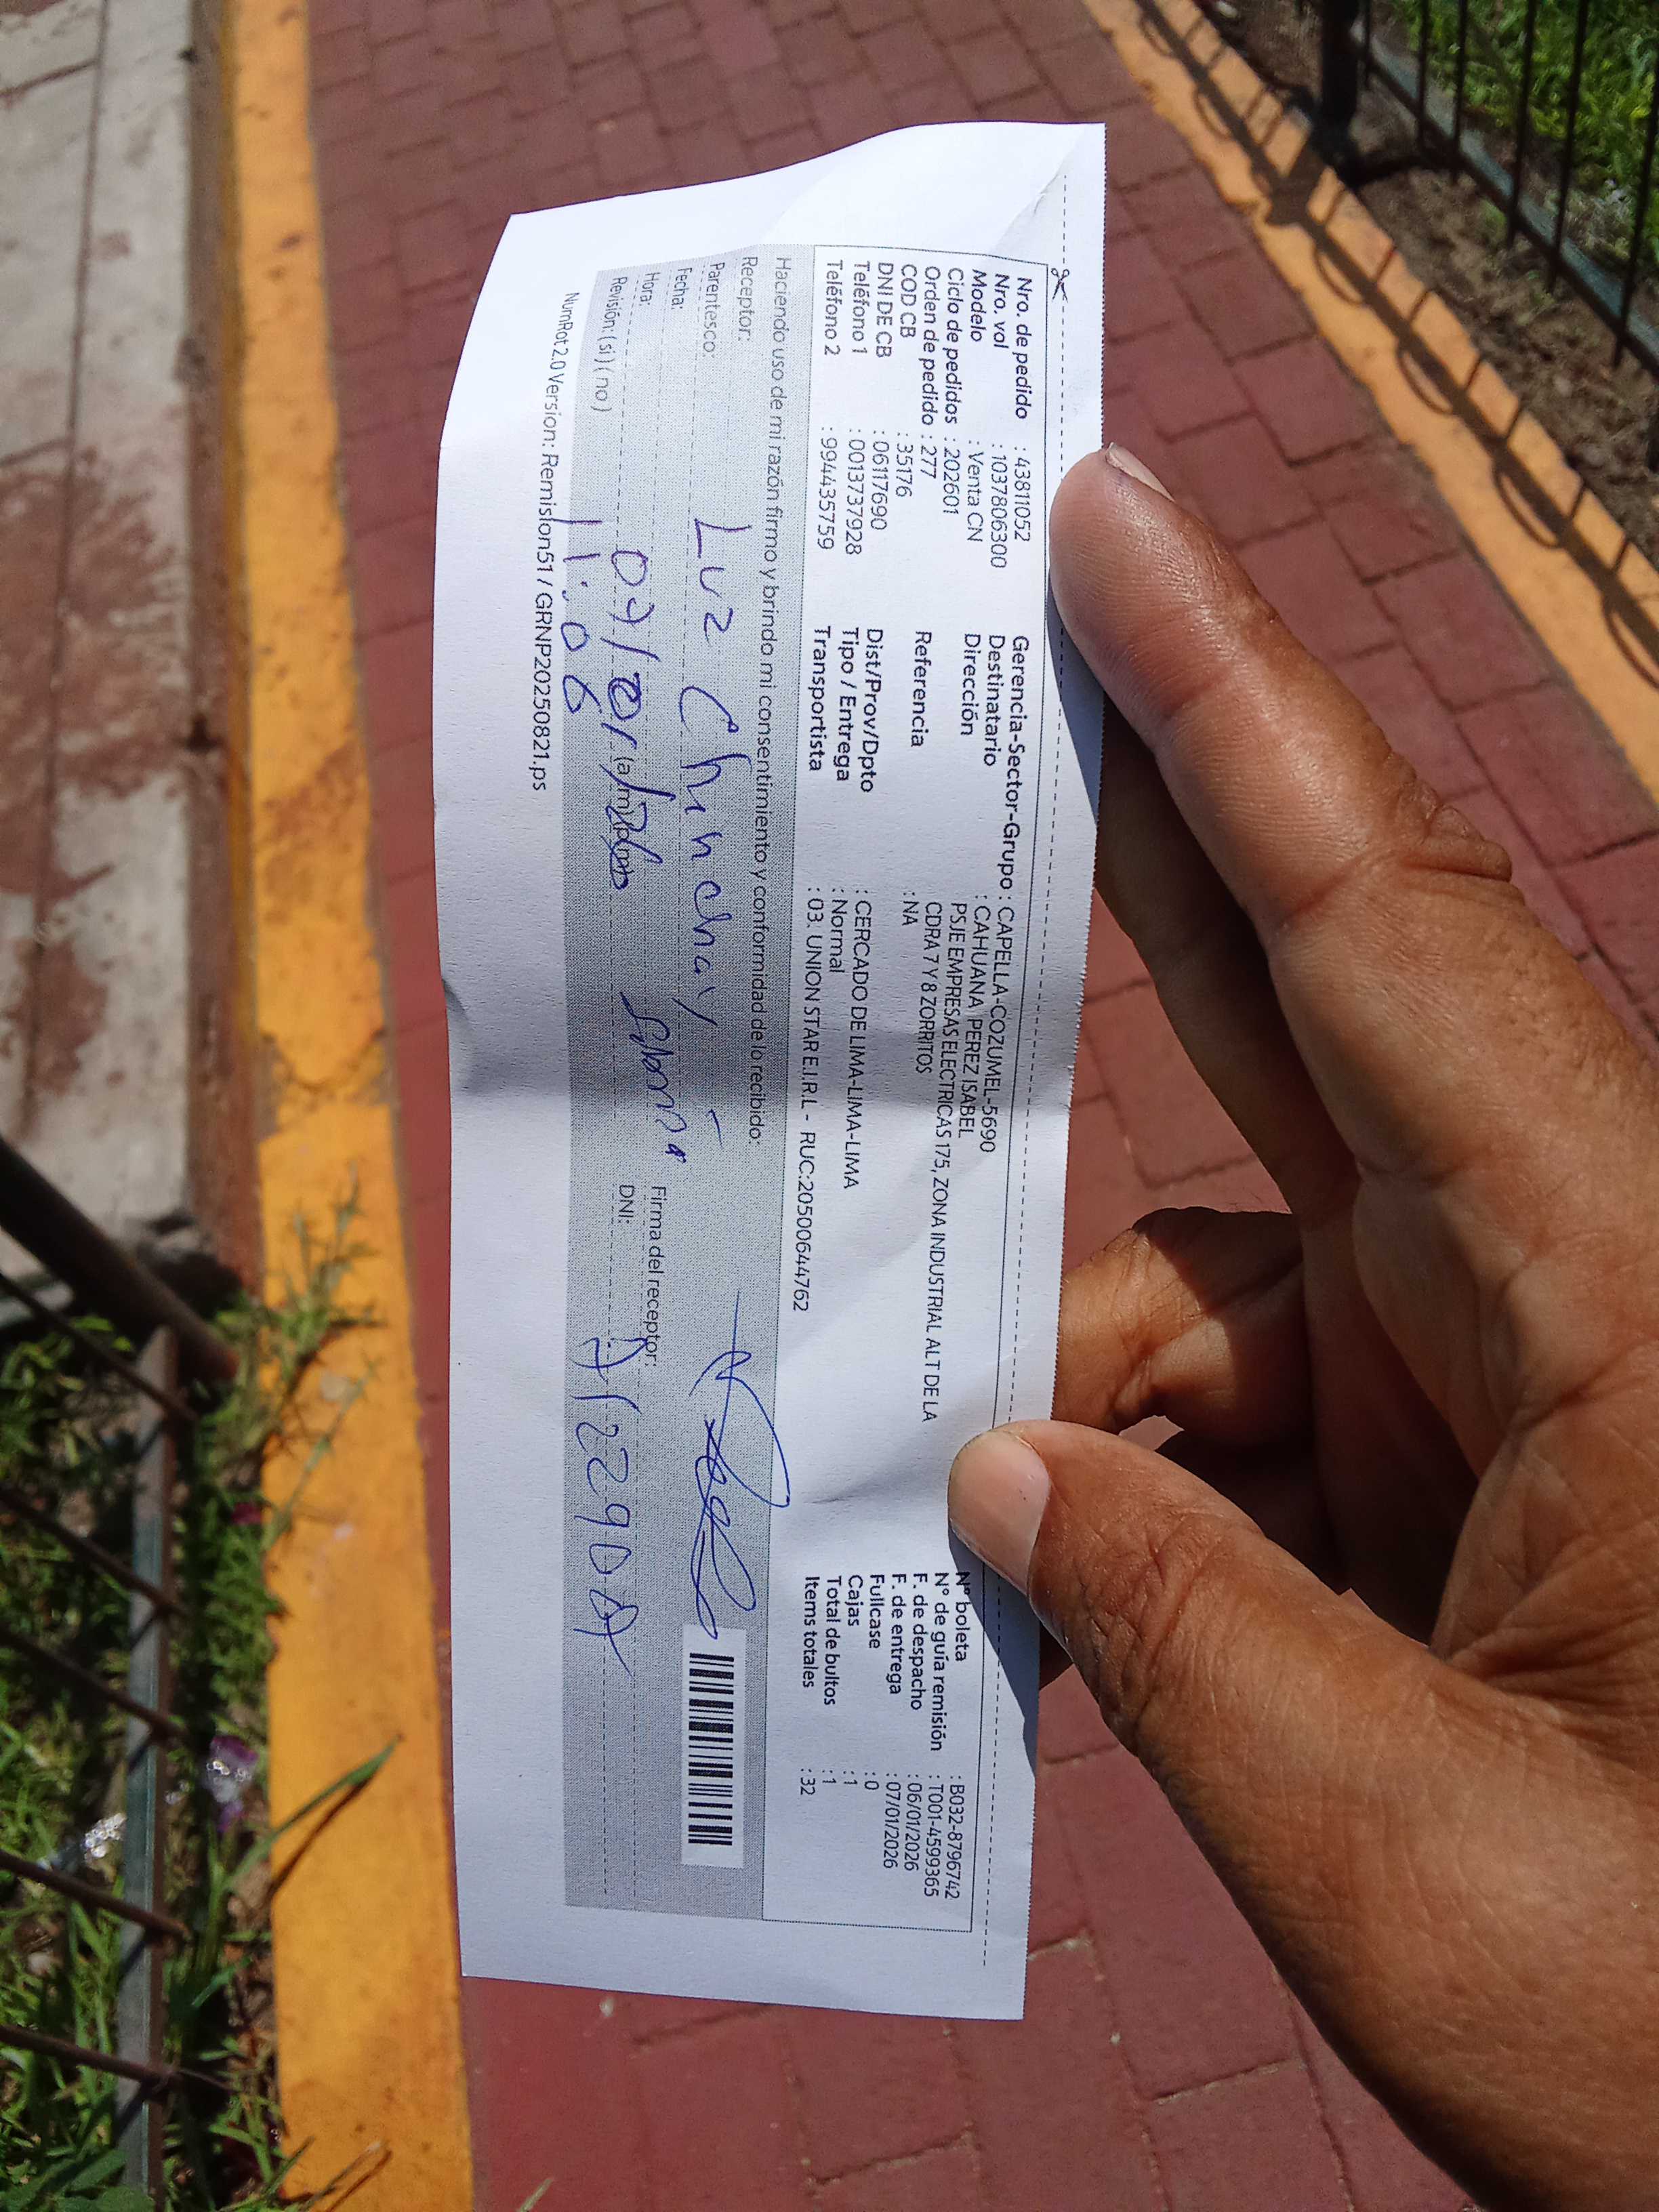 Nro. de pedido : 43811052
Nro. vol : 1037806300
Modelo : Venta CN
Ciclo de pedidos : 202601
Orden de pedido : 277
COD CB : 35176
DNI DE CB : 06117690
Teléfono 1 : 0013737928
Teléfono 2 : 994435759
Gerencia-Sector-Grupo : CAPELLA-COZUMEL-5690
Destinatario : CAHUANA PEREZ ISABEL
Dirección PSJE EMPRESAS ELECTRICAS 175, ZONA INDUSTRIAL ALT DE LA
CDRA 7 Y 8 ZORRITOS
Referencia : NA
Dist/Prov/Dpto : CERCADO DE LIMA-LIMA-LIMA
Tipo / Entrega : Normal
Transportista : 03. UNION STAR E.I.R.L - RUC:20500644762
N° boleta : B032-8796742
N° de guía remisión : T001-4599365
F. de despacho : 06/01/2026
F. de entrega : 07/01/2026
Fullcase : 0
Cajas : 1
Total de bultos : 1
Items totales : 32
Haciendo uso de mi razón firmo y brindo mi consentimiento y conformidad de lo recibido:
Receptor: Luz Chinchay
Parentesco:
Fecha: 07/01/
Hora: 11:06 (a/m) (p/m)
Revisión: ( si ) ( no )
Firma del receptor:
DNI:
NumRot 2.0 Version: Remision51 / GRNP20250821.ps